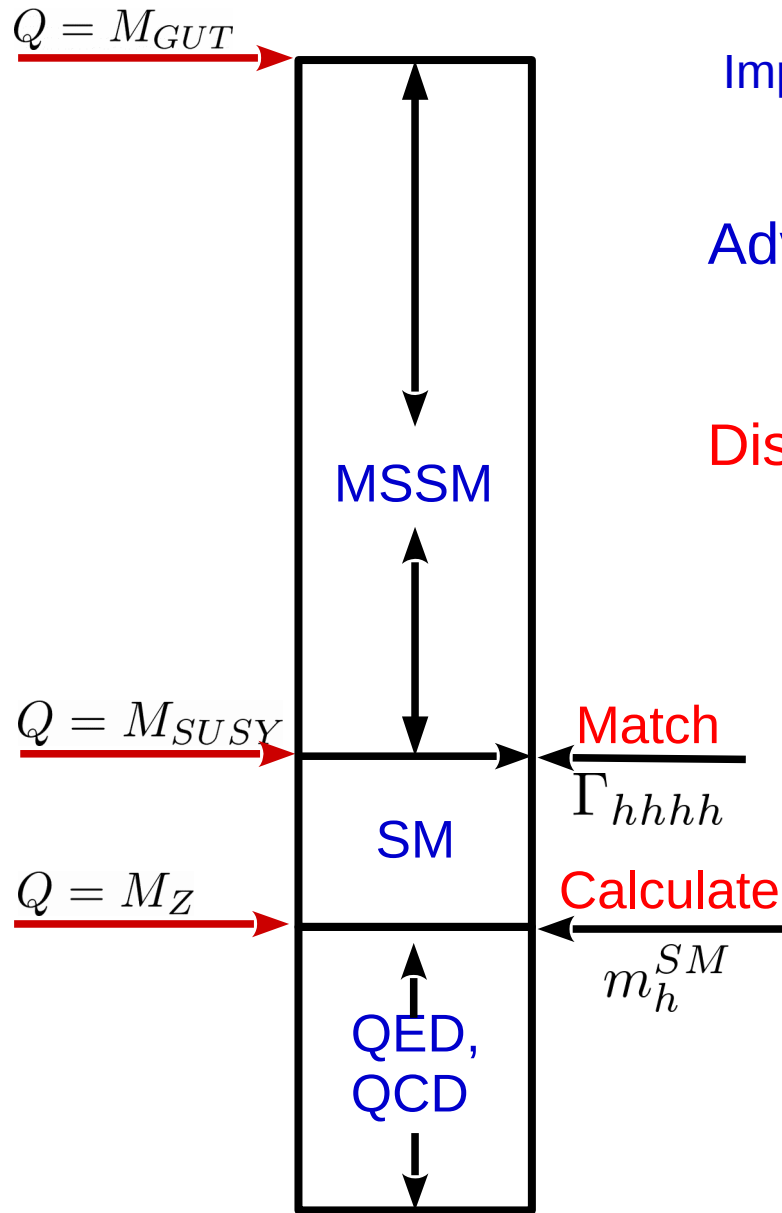 Q = M_{GUT}
Imp
Adv
Dis
MSSM
Q = M_{SUSY}
Match
Γ_{hhhh}
SM
Q = M_Z
Calculate
m_h^{SM}
QED,
QCD